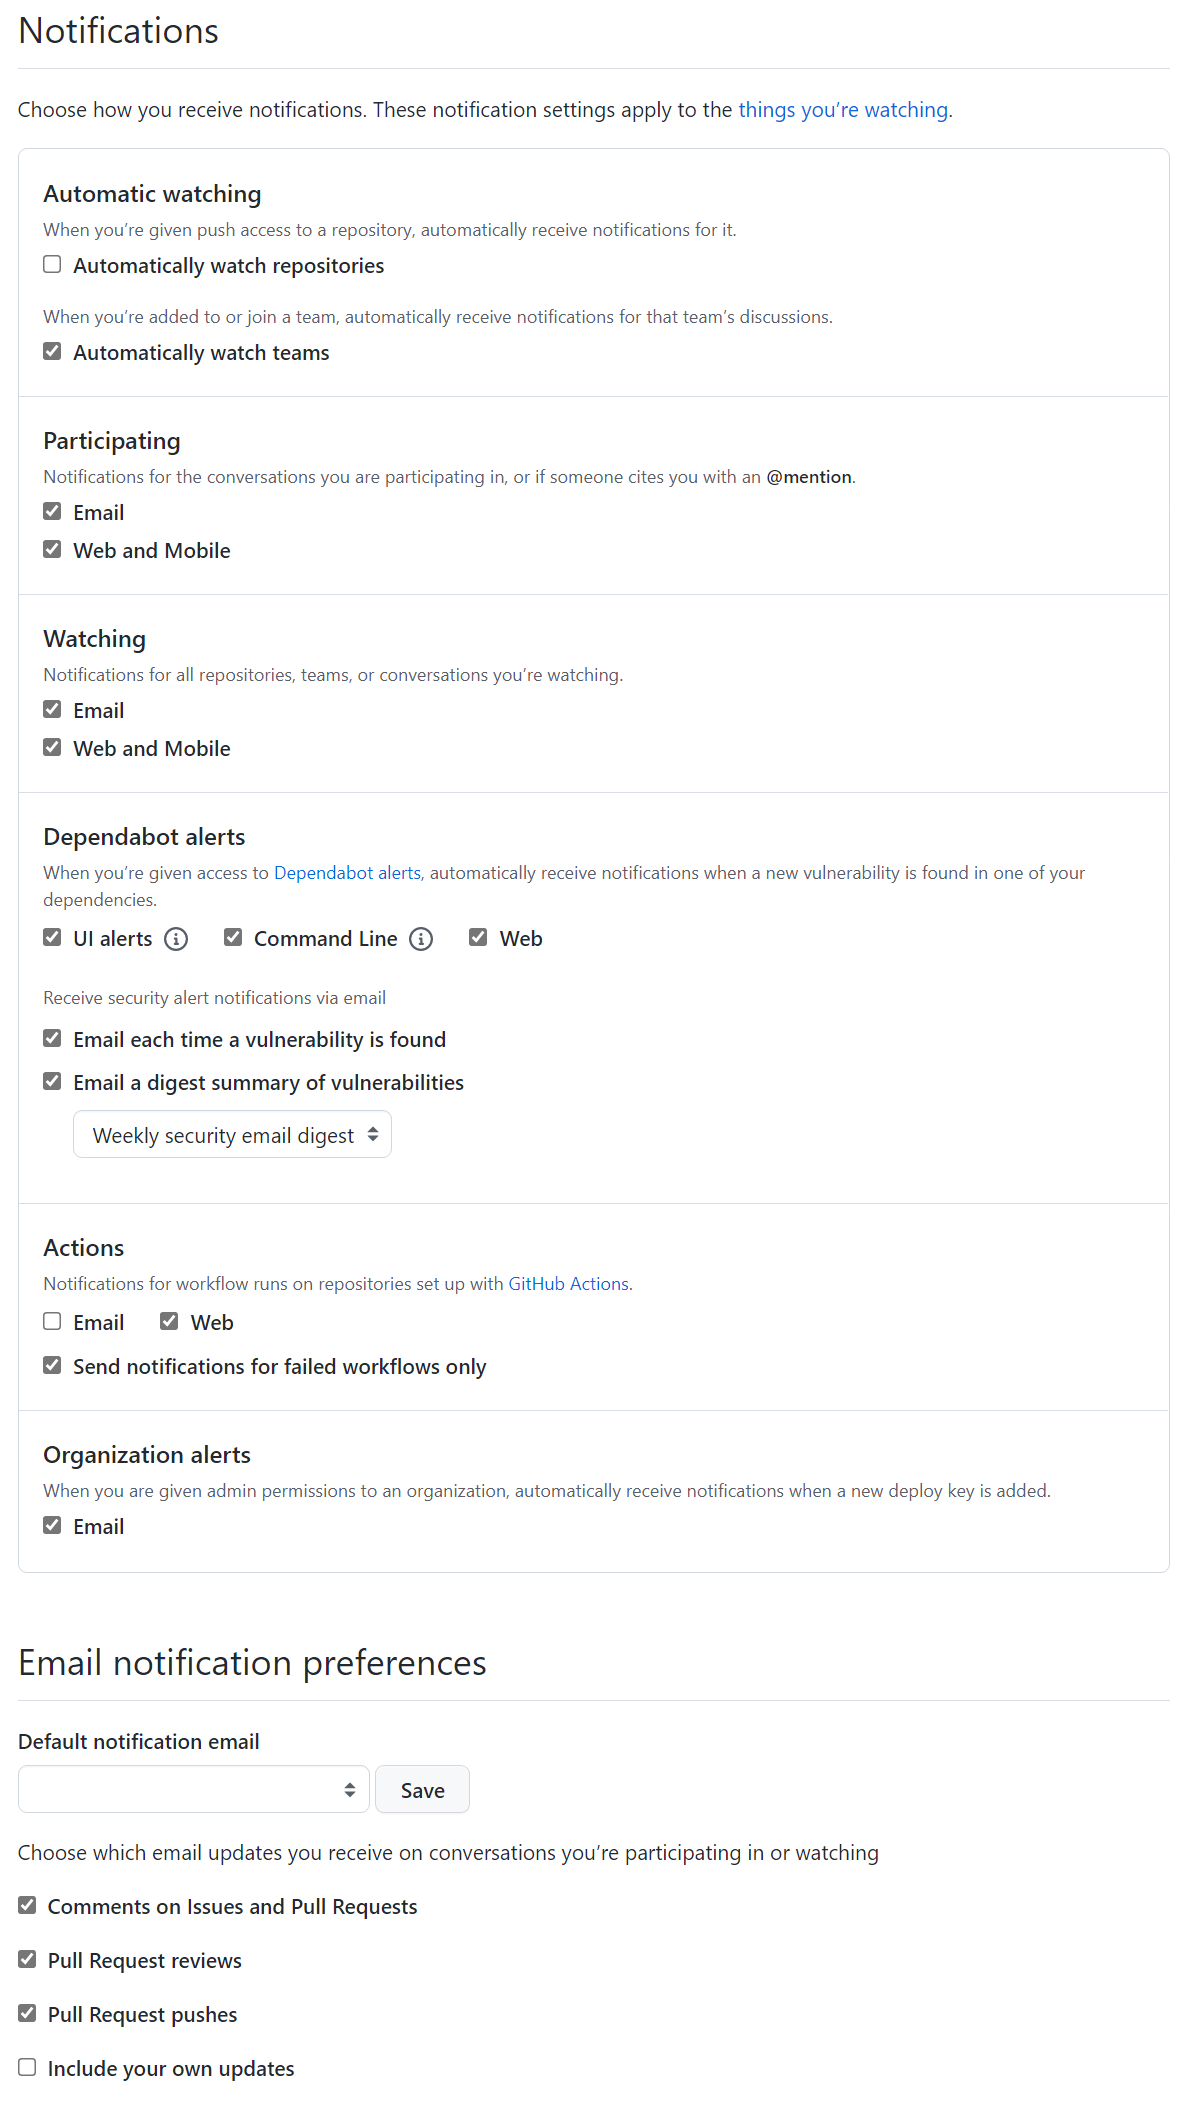 Notifications
Choose how you receive notifications. These notification settings apply to the things you’re watching.
Automatic watching
When you’re given push access to a repository, automatically receive notifications for it.
Automatically watch repositories
When you’re added to or join a team, automatically receive notifications for that team’s discussions.
Automatically watch teams
Participating
Notifications for the conversations you are participating in, or if someone cites you with an @mention.
Email
Web and Mobile
Watching
Notifications for all repositories, teams, or conversations you’re watching.
Email
Web and Mobile
Dependabot alerts
When you’re given access to Dependabot alerts, automatically receive notifications when a new vulnerability is found in one of your
dependencies.
UI alerts Command Line Web
Receive security alert notifications via email
Email each time a vulnerability is found
Email a digest summary of vulnerabilities
Weekly security email digest
Actions
Notifications for workflow runs on repositories set up with GitHub Actions.
Email Web
Send notifications for failed workflows only
Organization alerts
When you are given admin permissions to an organization, automatically receive notifications when a new deploy key is added.
Email
Email notification preferences
Default notification email
Save
Choose which email updates you receive on conversations you’re participating in or watching
Comments on Issues and Pull Requests
Pull Request reviews
Pull Request pushes
Include your own updates